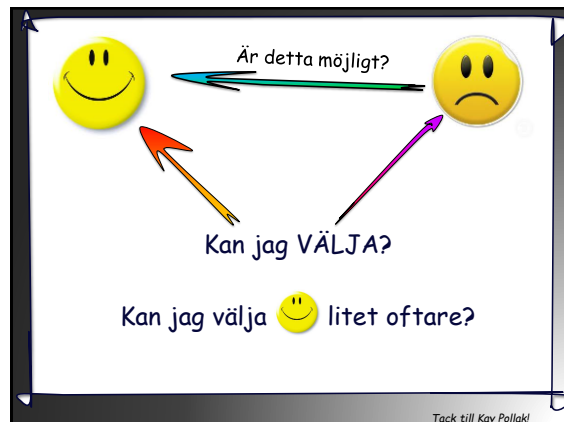 Är detta möjligt?
Kan jag VÄLJA?
Kan jag välja litet oftare?
Tack till Kay Pollak!